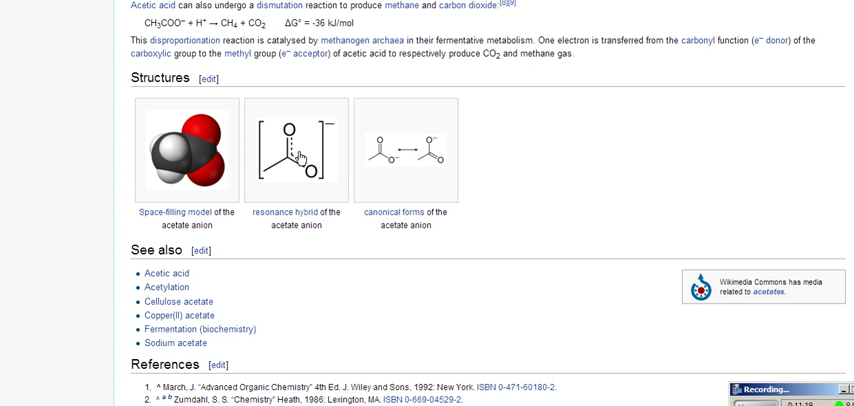 Acetic acid can also undergo a dismutation reaction to produce methane and carbon dioxide:[8][9]
CH₃COO⁻ + H⁺ → CH₄ + CO₂ ΔG° = -36 kJ/mol
This disproportionation reaction is catalysed by methanogen archaea in their fermentative metabolism. One electron is transferred from the carbonyl function (e⁻ donor) of the
carboxylic group to the methyl group (e⁻ acceptor) of acetic acid to respectively produce CO₂ and methane gas.
Structures [edit]
O
O
−
O
O⁻
O⁻
O
Space-filling model of the
acetate anion
resonance hybrid of the
acetate anion
canonical forms of the
acetate anion
See also [edit]
Acetic acid
Acetylation
Cellulose acetate
Copper(II) acetate
Fermentation (biochemistry)
Sodium acetate
Wikimedia Commons has media
related to acetates.
References [edit]
1. ^ March, J. "Advanced Organic Chemistry" 4th Ed. J. Wiley and Sons, 1992: New York. ISBN 0-471-60180-2.
2. ^ a b Zumdahl, S. S. "Chemistry" Heath, 1986: Lexington, MA. ISBN 0-669-04529-2.
Recording...
0:11:19